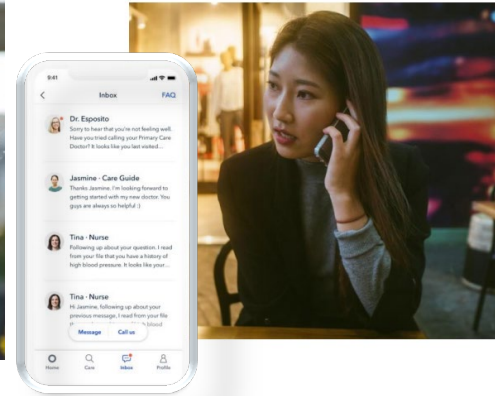 9:41
Inbox
FAQ
Dr. Esposito
Sorry to hear that you're not feeling well.
Have you tried calling your Primary Care
Doctor? It looks like you last visited...
Jasmine · Care Guide
Thanks Jasmine, I'm looking forward to
getting started with my new doctor. You
guys are always so helpful :)
Tina · Nurse
Following up about your question. I read
from your file that you have a history of
high blood pressure. It looks like your...
Tina · Nurse
Hi Jasmine, following up about your
previous message, I read from your file
blood
Message
Call us
Home
Care
Inbox
Profile